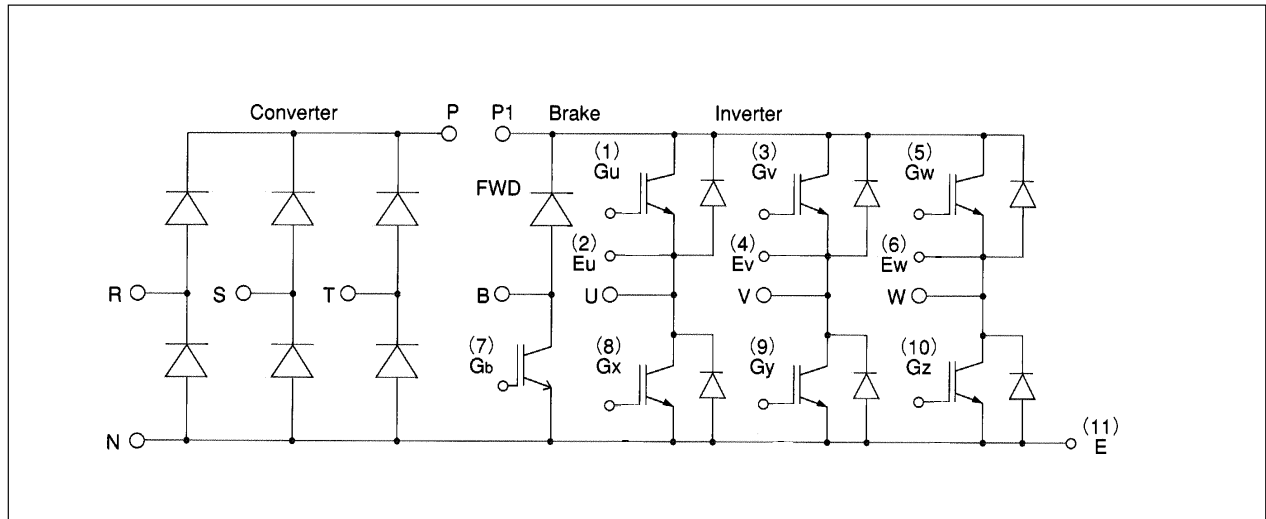 Converter P P1 Brake Inverter
(1)
Gu
(3)
Gv
(5)
Gw
FWD
(2)
Eu
(4)
Ev
(6)
Ew
R S T B U V W
(7)
Gb
(8)
Gx
(9)
Gy
(10)
Gz
N
(11)
E